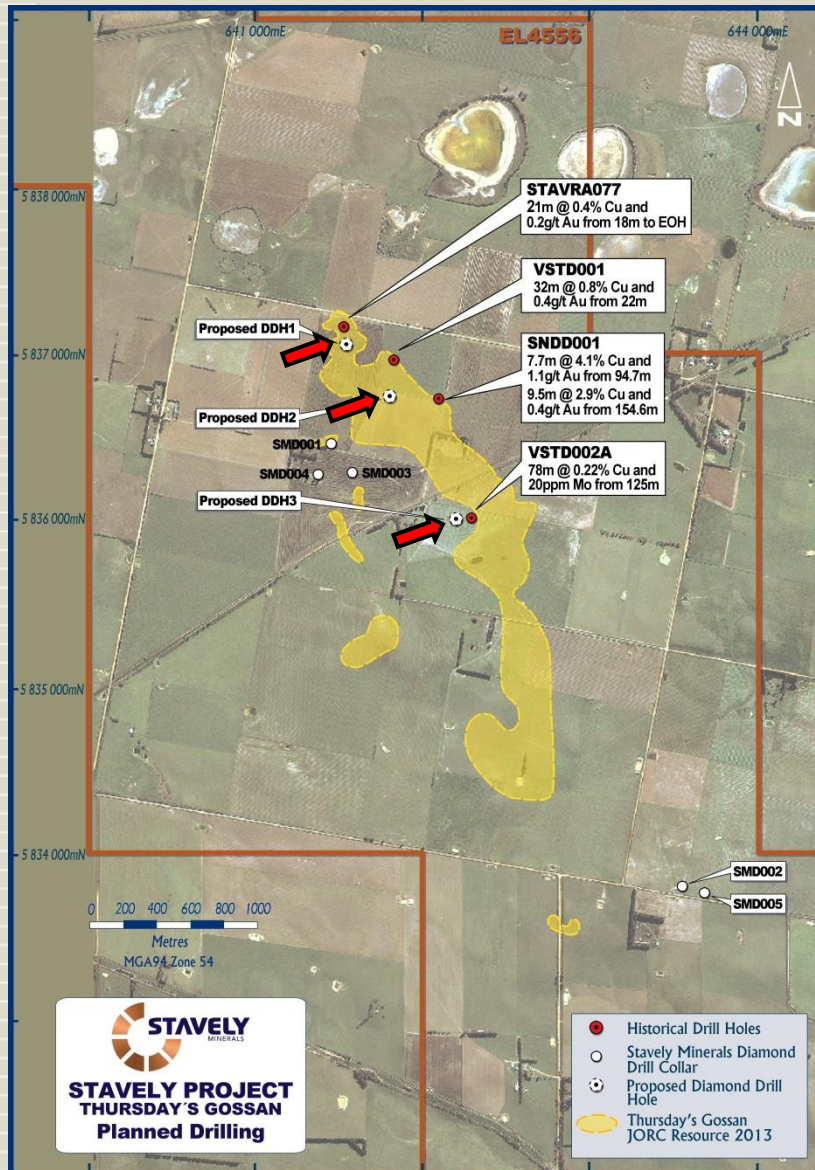 641 000mE
644 000mE
EL4556
N
5 838 000mN
STAVRA077
21m @ 0.4% Cu and
0.2g/t Au from 18m to EOH
VSTD001
32m @ 0.8% Cu and
0.4g/t Au from 22m
Proposed DDH1
5 837 000mN
SNDD001
7.7m @ 4.1% Cu and
1.1g/t Au from 94.7m
9.5m @ 2.9% Cu and
0.4g/t Au from 154.6m
Proposed DDH2
SMD001
SMD004
SMD003
VSTD002A
78m @ 0.22% Cu and
20ppm Mo from 125m
Proposed DDH3
5 836 000mN
5 835 000mN
5 834 000mN
SMD002
SMD005
0 200 400 600 800 1000
Metres
MGA94 Zone 54
STAVELY
MINERALS
STAVELY PROJECT
THURSDAY'S GOSSAN
Planned Drilling
Historical Drill Holes
Stavely Minerals Diamond
Drill Collar
Proposed Diamond Drill
Hole
Thursday's Gossan
JORC Resource 2013